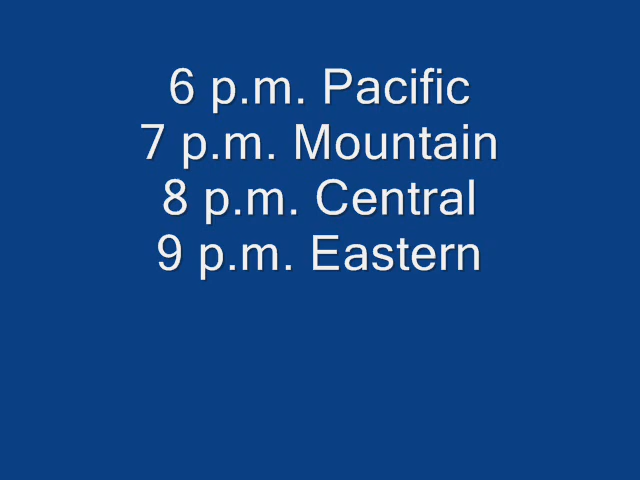 6 p.m. Pacific
7 p.m. Mountain
8 p.m. Central
9 p.m. Eastern